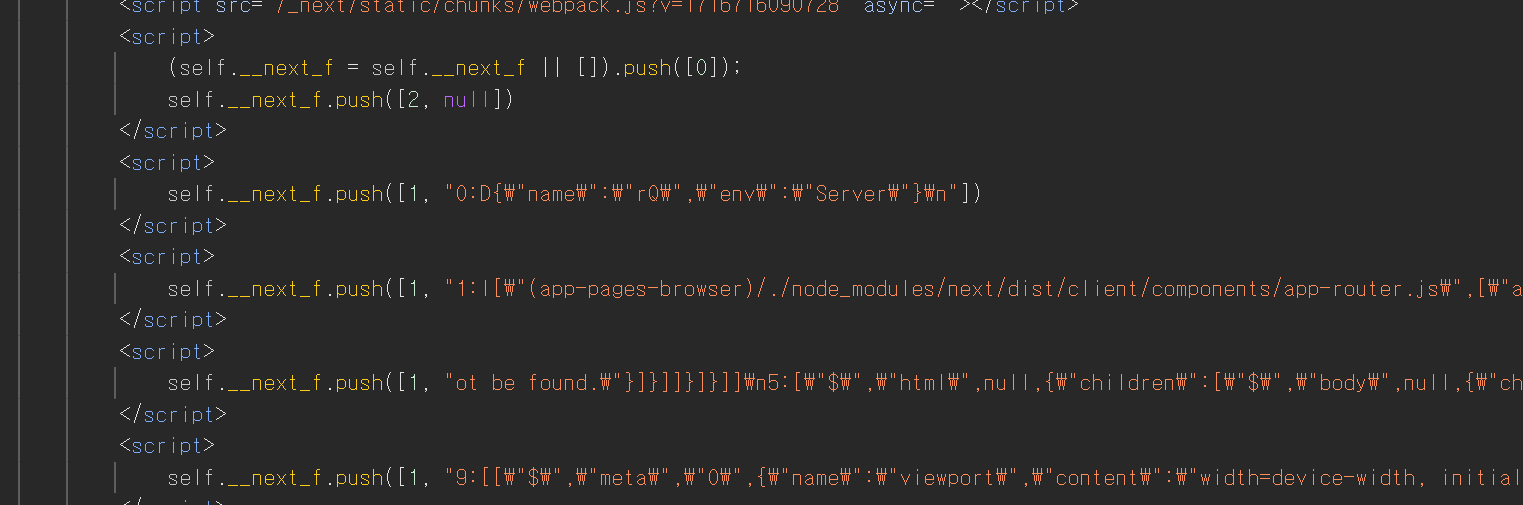 <script src="/_next/static/chunks/webpack.js?v=1716716090728" async=""></script>
<script>
(self.__next_f = self.__next_f || []).push([0]);
self.__next_f.push([2, null])
</script>
<script>
self.__next_f.push([1, "0:D{₩"name₩":₩"rQ₩",₩"env₩":₩"Server₩"}₩n"])
</script>
<script>
self.__next_f.push([1, "1:I[₩"(app-pages-browser)/./node_modules/next/dist/client/components/app-router.js₩",[₩"a
</script>
<script>
self.__next_f.push([1, "ot be found.₩"}]}]]}]}]]₩n5:[₩"$₩",₩"html₩",null,{₩"children₩":[₩"$₩",₩"body₩",null,{₩"ch
</script>
<script>
self.__next_f.push([1, "9:[[₩"$₩",₩"meta₩",₩"0₩",{₩"name₩":₩"viewport₩",₩"content₩":₩"width=device-width, initial